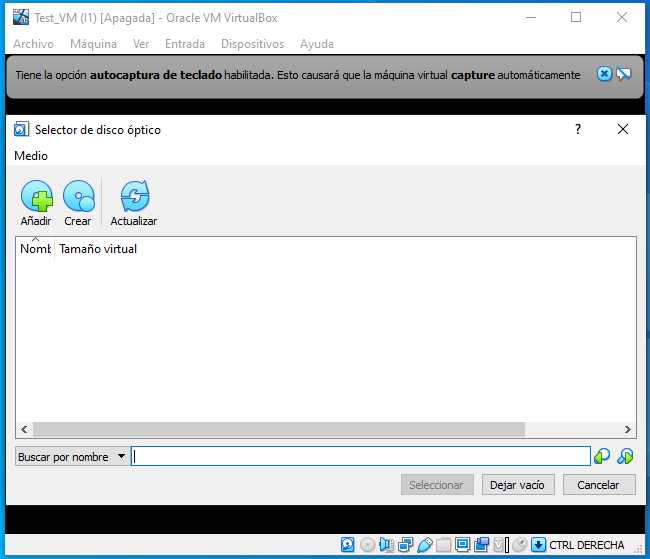 Test_VM (I1) [Apagada] - Oracle VM VirtualBox
Archivo Máquina Ver Entrada Dispositivos Ayuda
Tiene la opción autocaptura de teclado habilitada. Esto causará que la máquina virtual capture automáticamente
Selector de disco óptico
Medio
Añadir Crear Actualizar
Nomb Tamaño virtual
Buscar por nombre
Seleccionar Dejar vacío Cancelar
CTRL DERECHA